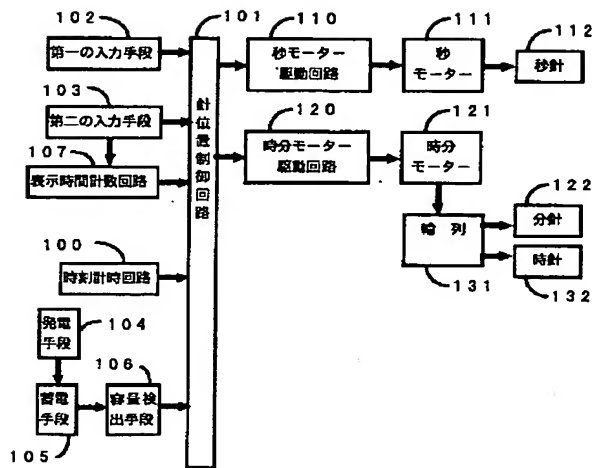 102
第一の入力手段
103
第二の入力手段
107
表示時間計数回路
100
時刻計時回路
104
発電
手段
105
蓄電
手段
106
容量検
出手段
101
針位置制御回路
110
秒モーター
駆動回路
111
秒
モーター
112
秒針
120
時分モーター
駆動回路
121
時分
モーター
122
分針
131
輪列
132
時針